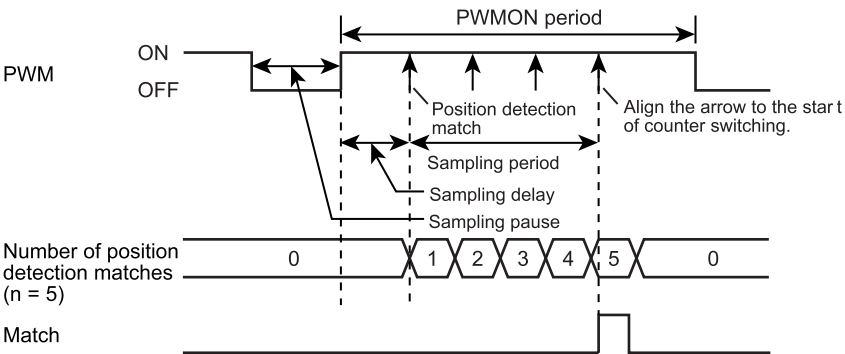 PWMON period
ON
PWM
OFF
Position detection
match
Align the arrow to the start
of counter switching.
Sampling period
Sampling delay
Sampling pause
Number of position
detection matches
(n = 5)
0 1 2 3 4 5 0
Match